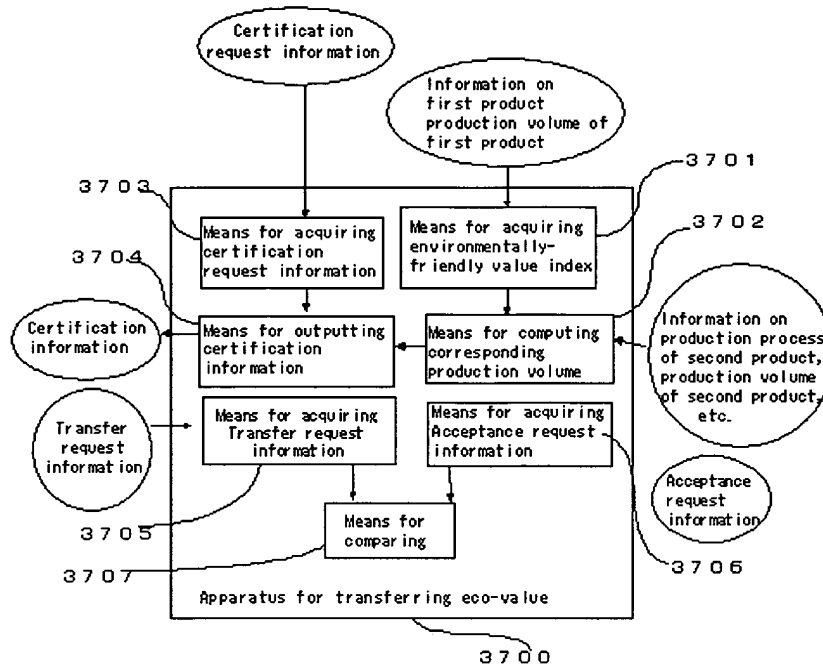 Certification
request information
Information on
first product
production volume of
first product
3703
3701
Means for acquiring
certification
request information
Means for acquiring
environmentally-
friendly value index
3702
3704
Certification
information
Means for outputting
certification
information
Means for computing
corresponding
production volume
Information on
production process
of second product,
production volume
of second product,
etc.
Transfer
request
information
Means for acquiring
Transfer request
information
Means for acquiring
Acceptance request
information
Acceptance
request
information
3705
Means for
comparing
3706
3707
Apparatus for transferring eco-value
3700